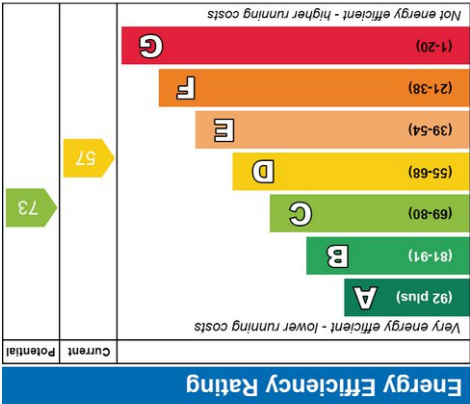 Energy Efficiency Rating
Current Potential
Very energy efficient - lower running costs
(92 plus) A
(81-91) B
(69-80) C
(55-68) D
(39-54) E
(21-38) F
(1-20) G
Not energy efficient - higher running costs
57
73